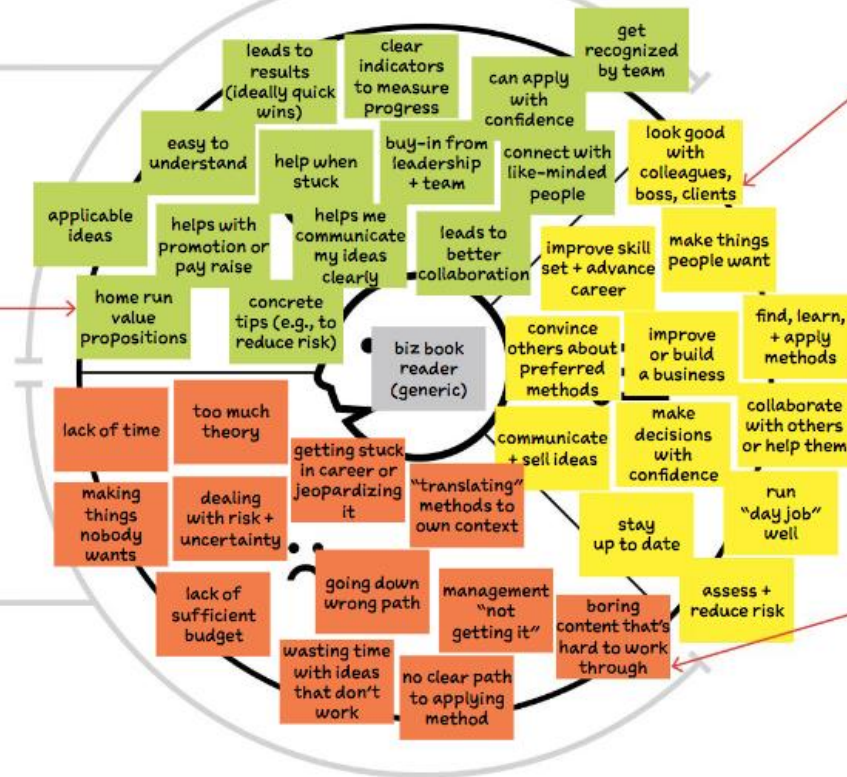 get
recognized
by team
leads to
results
(ideally quick
wins)
clear
indicators
to measure
progress
can apply
with
confidence
easy to
understand
help when
stuck
buy-in from
leadership
+ team
connect with
like-minded
people
applicable
ideas
helps with
promotion or
pay raise
helps me
communicate
my ideas
clearly
leads to
better
collaboration
home run
value
propositions
concrete
tips (e.g., to
reduce risk)
biz book
reader
(generic)
look good
with
colleagues,
boss, clients
improve skill
set + advance
career
make things
people want
convince
others about
preferred
methods
improve
or build
a business
find, learn,
+ apply
methods
communicate
+ sell ideas
make
decisions
with
confidence
collaborate
with others
or help them
stay
up to date
run
"day job"
well
assess +
reduce risk
lack of time
too much
theory
getting stuck
in career or
jeopardizing
it
"translating"
methods to
own context
making
things
nobody
wants
dealing
with risk +
uncertainty
going down
wrong path
management
"not
getting it"
boring
content that's
hard to work
through
lack of
sufficient
budget
wasting time
with ideas
that don't
work
no clear path
to applying
method